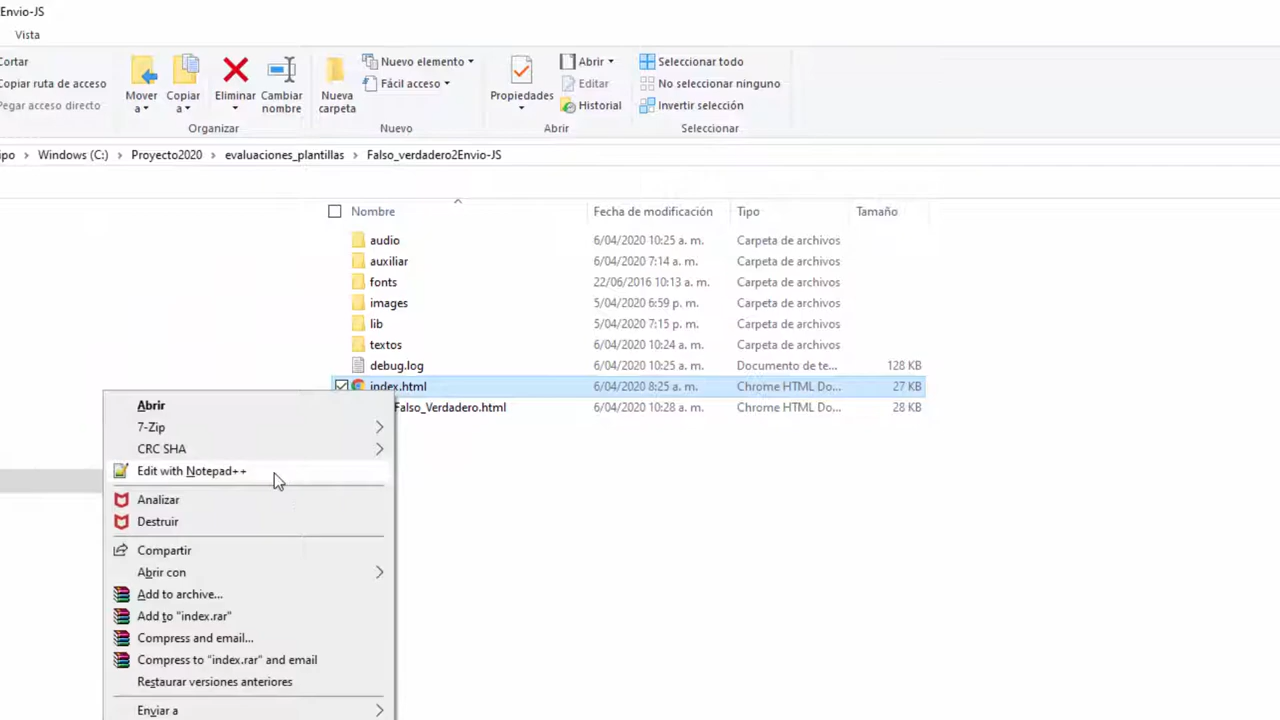 Envio-JS
Vista
Cortar
Copiar ruta de acceso
Pegar acceso directo
Mover a
Copiar a
Eliminar
Cambiar nombre
Organizar
Nueva carpeta
Nuevo elemento
Fácil acceso
Nuevo
Propiedades
Abrir
Editar
Historial
Abrir
Seleccionar todo
No seleccionar ninguno
Invertir selección
Seleccionar
ipo > Windows (C:) > Proyecto2020 > evaluaciones_plantillas > Falso_verdadero2Envio-JS
Nombre Fecha de modificación Tipo Tamaño
audio 6/04/2020 10:25 a. m. Carpeta de archivos
auxiliar 6/04/2020 7:14 a. m. Carpeta de archivos
fonts 22/06/2016 10:13 a. m. Carpeta de archivos
images 5/04/2020 6:59 p. m. Carpeta de archivos
lib 5/04/2020 7:15 p. m. Carpeta de archivos
textos 6/04/2020 10:24 a. m. Carpeta de archivos
debug.log 6/04/2020 10:25 a. m. Documento de te... 128 KB
index.html 6/04/2020 8:25 a. m. Chrome HTML Do... 27 KB
Falso_Verdadero.html 6/04/2020 10:28 a. m. Chrome HTML Do... 28 KB
Abrir
7-Zip
CRC SHA
Edit with Notepad++
Analizar
Destruir
Compartir
Abrir con
Add to archive...
Add to "index.rar"
Compress and email...
Compress to "index.rar" and email
Restaurar versiones anteriores
Enviar a